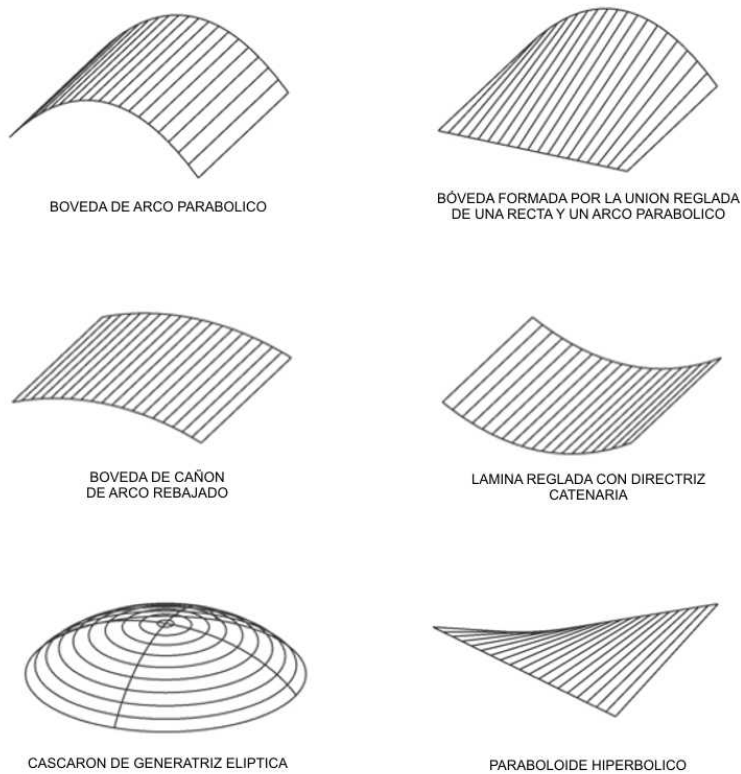 BOVEDA DE ARCO PARABOLICO
BÓVEDA FORMADA POR LA UNION REGLADA
DE UNA RECTA Y UN ARCO PARABOLICO
BOVEDA DE CAÑON
DE ARCO REBAJADO
LAMINA REGLADA CON DIRECTRIZ
CATENARIA
CASCARON DE GENERATRIZ ELIPTICA
PARABOLOIDE HIPERBOLICO